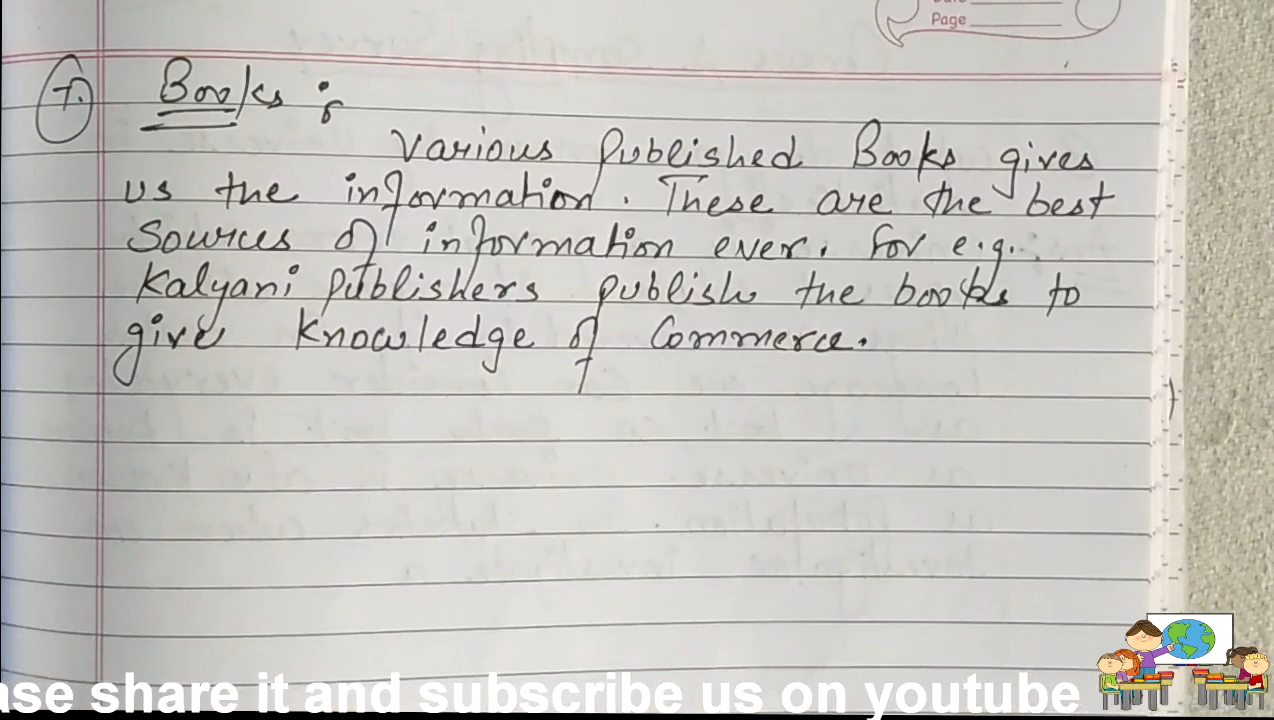 Page
7. Books :-
Various Published Books gives
us the information. These are the best
Sources of information ever. For e.g.
Kalyani Publishers publish the books to
give knowledge of Commerce.
ase share it and subscribe us on youtube